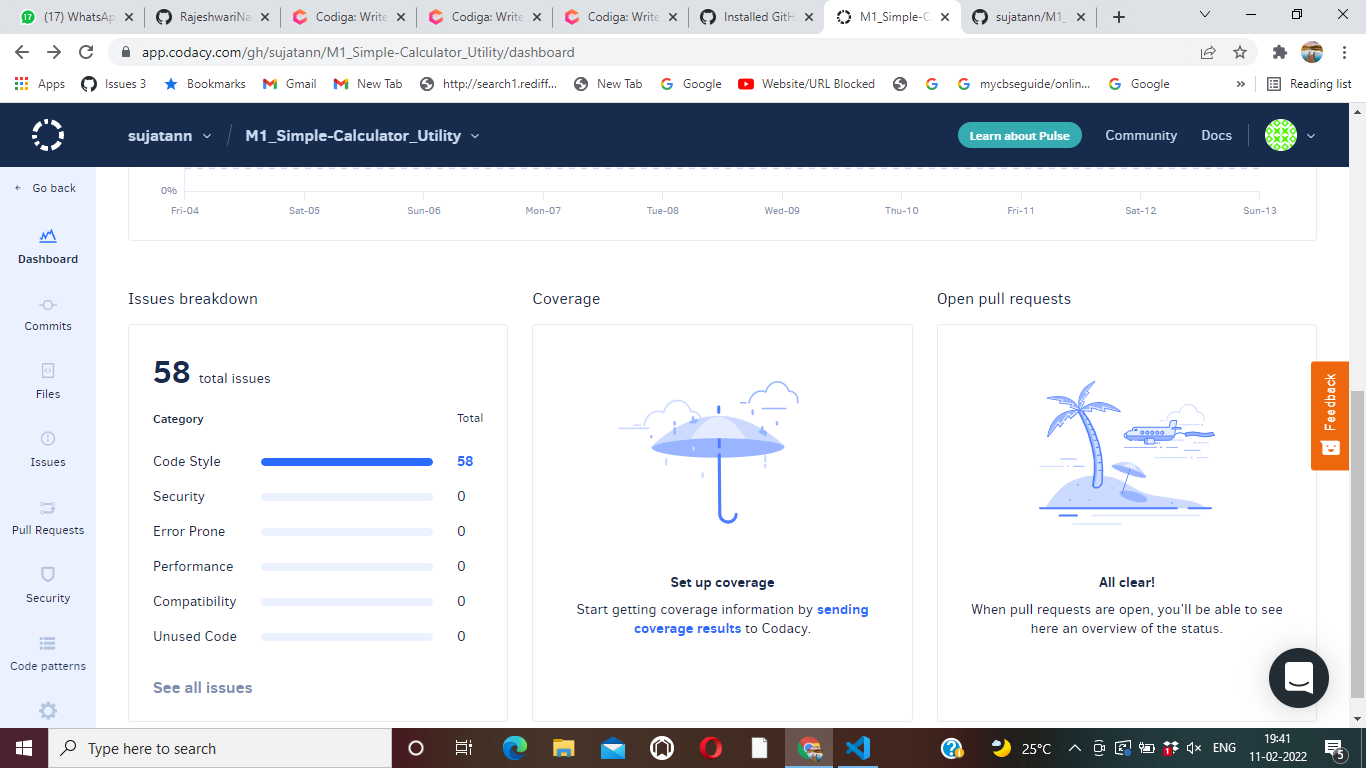 (17) WhatsAp
RajeshwariNa
Codiga: Write
Codiga: Write
Codiga: Write
Installed GitH
M1_Simple-C
sujatann/M1_
app.codacy.com/gh/sujatann/M1_Simple-Calculator_Utility/dashboard
Apps
Issues 3
Bookmarks
Gmail
New Tab
http://search1.rediff...
New Tab
Google
Website/URL Blocked
mycbseguide/onlin...
Google
»
Reading list
sujatann / M1_Simple-Calculator_Utility
Learn about Pulse
Community
Docs
Go back
Dashboard
Commits
Files
Issues
Pull Requests
Security
Code patterns
0%
Fri-04 Sat-05 Sun-06 Mon-07 Tue-08 Wed-09 Thu-10 Fri-11 Sat-12 Sun-13
Issues breakdown
58 total issues
Category Total
Code Style 58
Security 0
Error Prone 0
Performance 0
Compatibility 0
Unused Code 0
See all issues
Coverage
Set up coverage
Start getting coverage information by sending
coverage results to Codacy.
Open pull requests
All clear!
When pull requests are open, you'll be able to see
here an overview of the status.
Feedback
Type here to search
25°C
ENG
19:41
11-02-2022
5